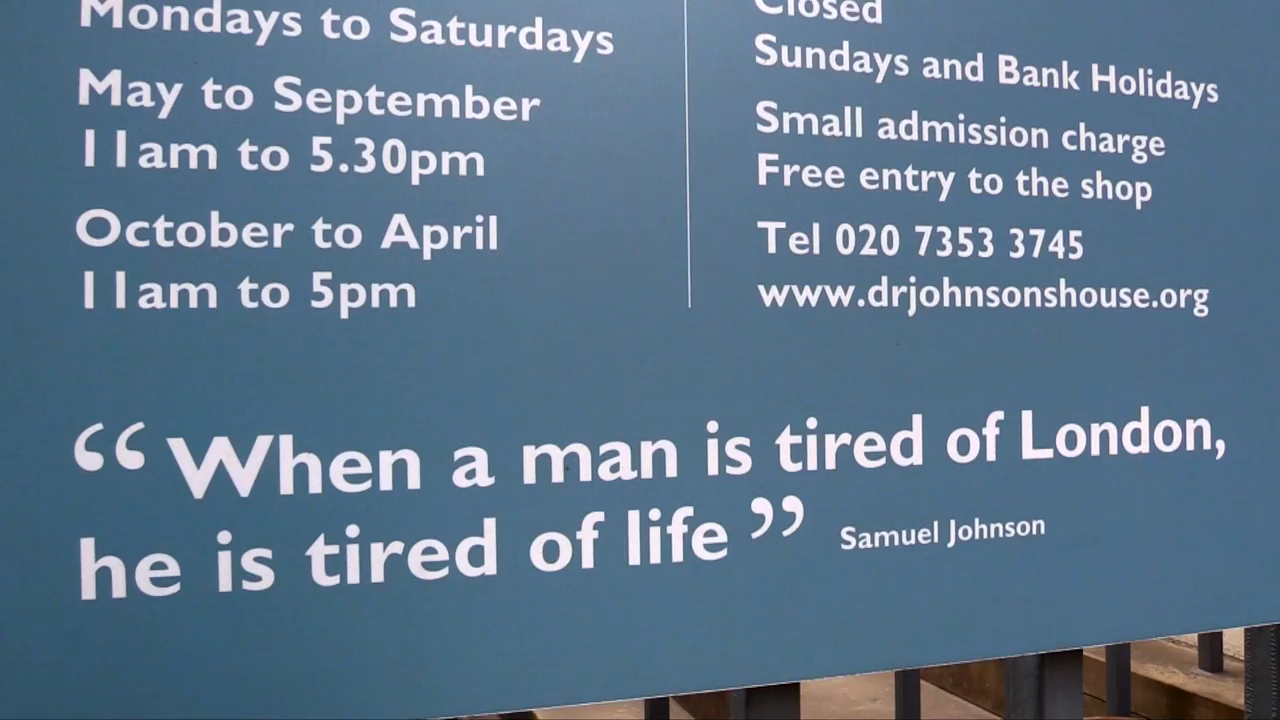 Mondays to Saturdays
May to September
11am to 5.30pm
October to April
11am to 5pm
Closed
Sundays and Bank Holidays
Small admission charge
Free entry to the shop
Tel 020 7353 3745
www.drjohnsonshouse.org
“When a man is tired of London,
he is tired of life” Samuel Johnson